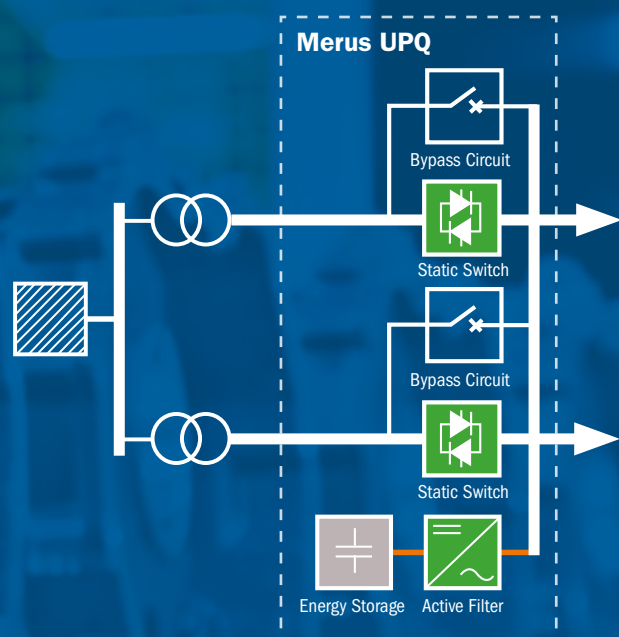 Merus UPQ
Bypass Circuit
Static Switch
Bypass Circuit
Static Switch
Energy Storage
Active Filter